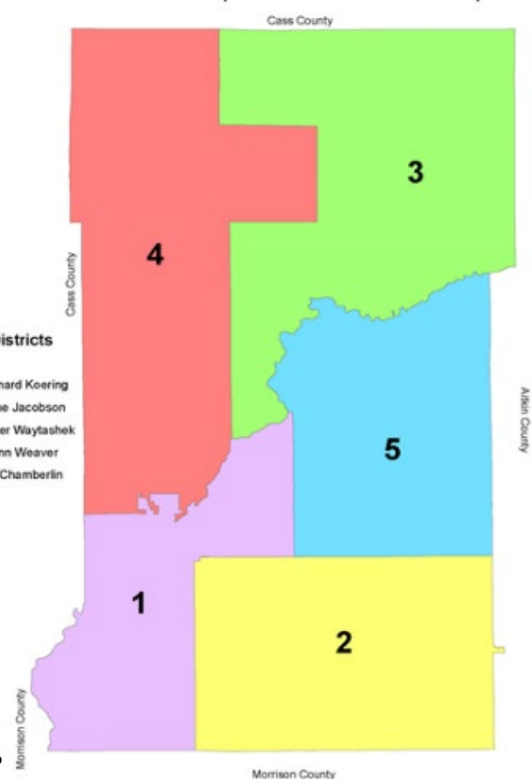 Cass County
3
4
Cass County
istricts
hard Koering
e Jacobson
er Waytashek
nn Weaver
Chamberlin
Aitkin County
5
1
2
Morrison County
Morrison County